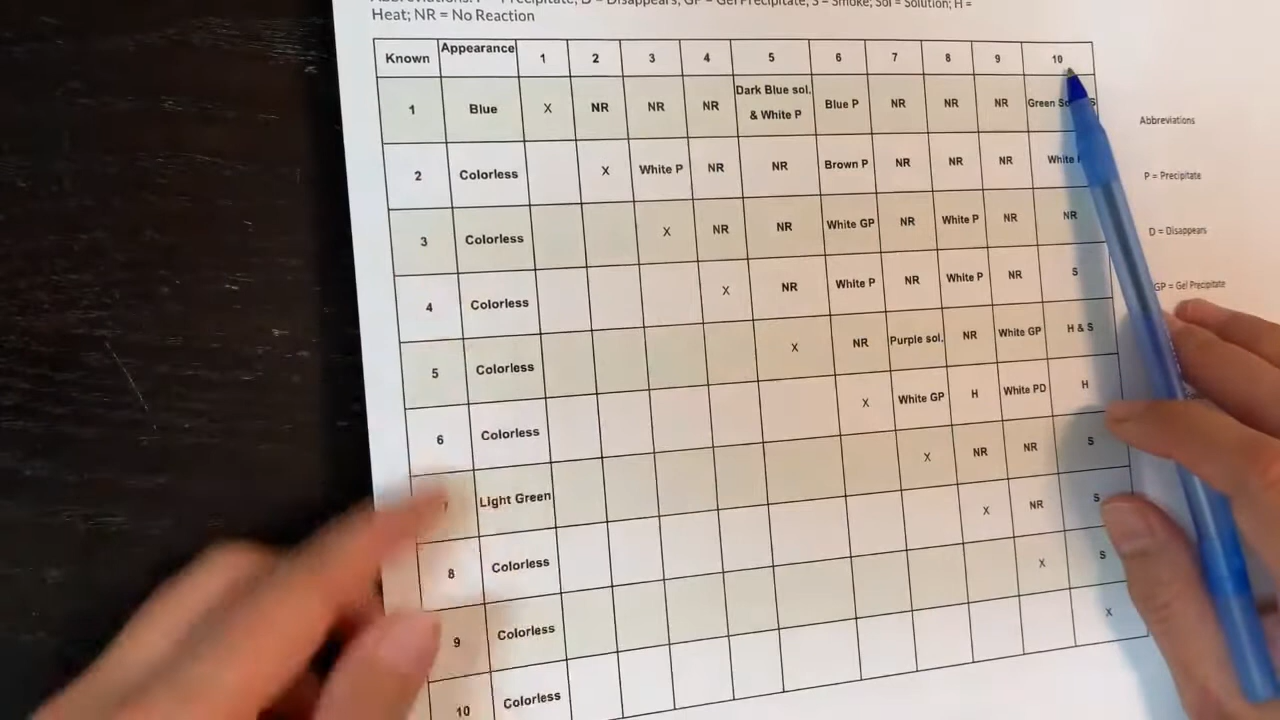 Heat; NR = No Reaction
Known Appearance 1 2 3 4 5 6 7 8 9 10
1 Blue X NR NR NR Dark Blue sol. & White P Blue P NR NR NR Green
2 Colorless X White P NR NR Brown P NR NR NR White
3 Colorless X NR NR White GP NR White P NR NR
4 Colorless X NR White P NR White P NR S
5 Colorless X NR Purple sol. NR White GP H & S
6 Colorless X White GP H White PD H
7 Light Green X NR NR S
8 Colorless X NR S
9 Colorless X S
10 Colorless X
Abbreviations
P = Precipitate
D = Disappears
GP = Gel Precipitate